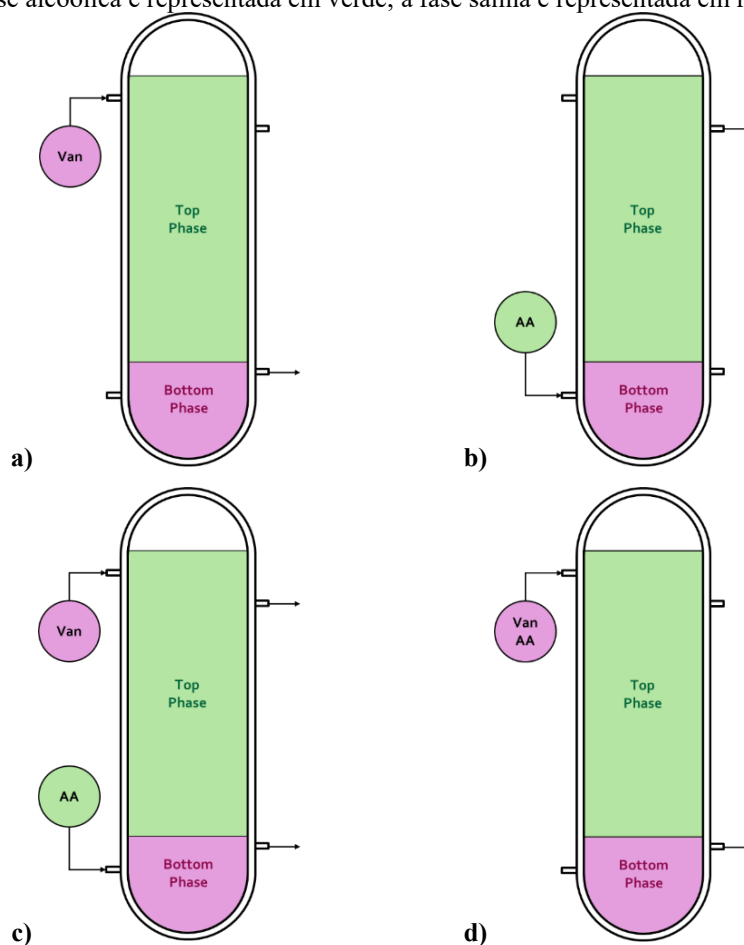 alcoólica é representada em verde, a fase salina é representada em
Van
Top
Phase
Bottom
Phase
a)
Top
Phase
AA
Bottom
Phase
b)
Van
Top
Phase
AA
Bottom
Phase
c)
Van
AA
Top
Phase
Bottom
Phase
d)